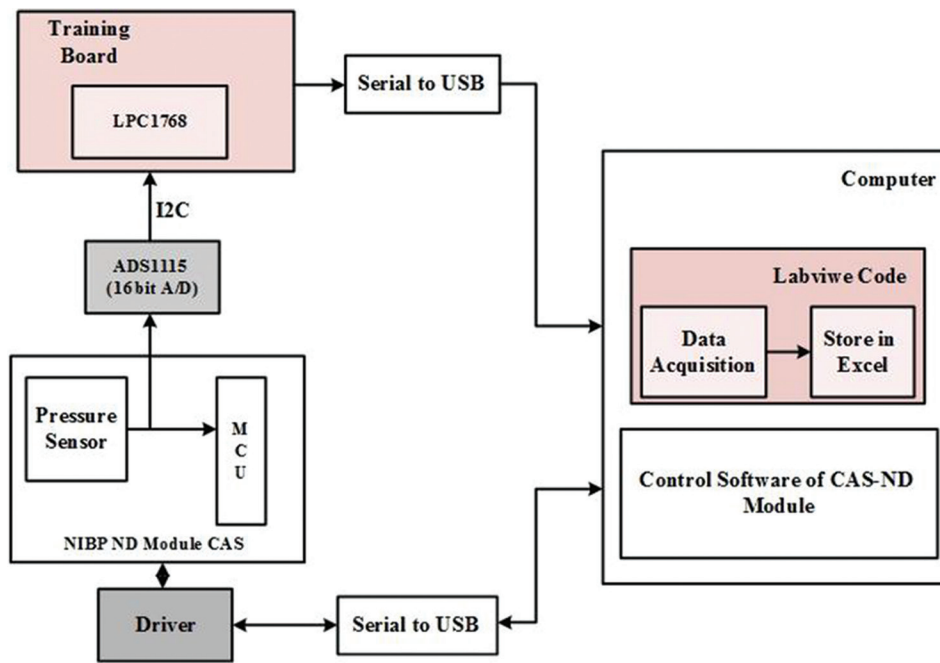 Training
Board
LPC1768
Serial to USB
I2C
ADS1115
(16 bit A/D)
Pressure
Sensor
M
C
U
NIBP ND Module CAS
Driver
Serial to USB
Computer
Labviwe Code
Data
Acquisition
Store in
Excel
Control Software of CAS-ND
Module